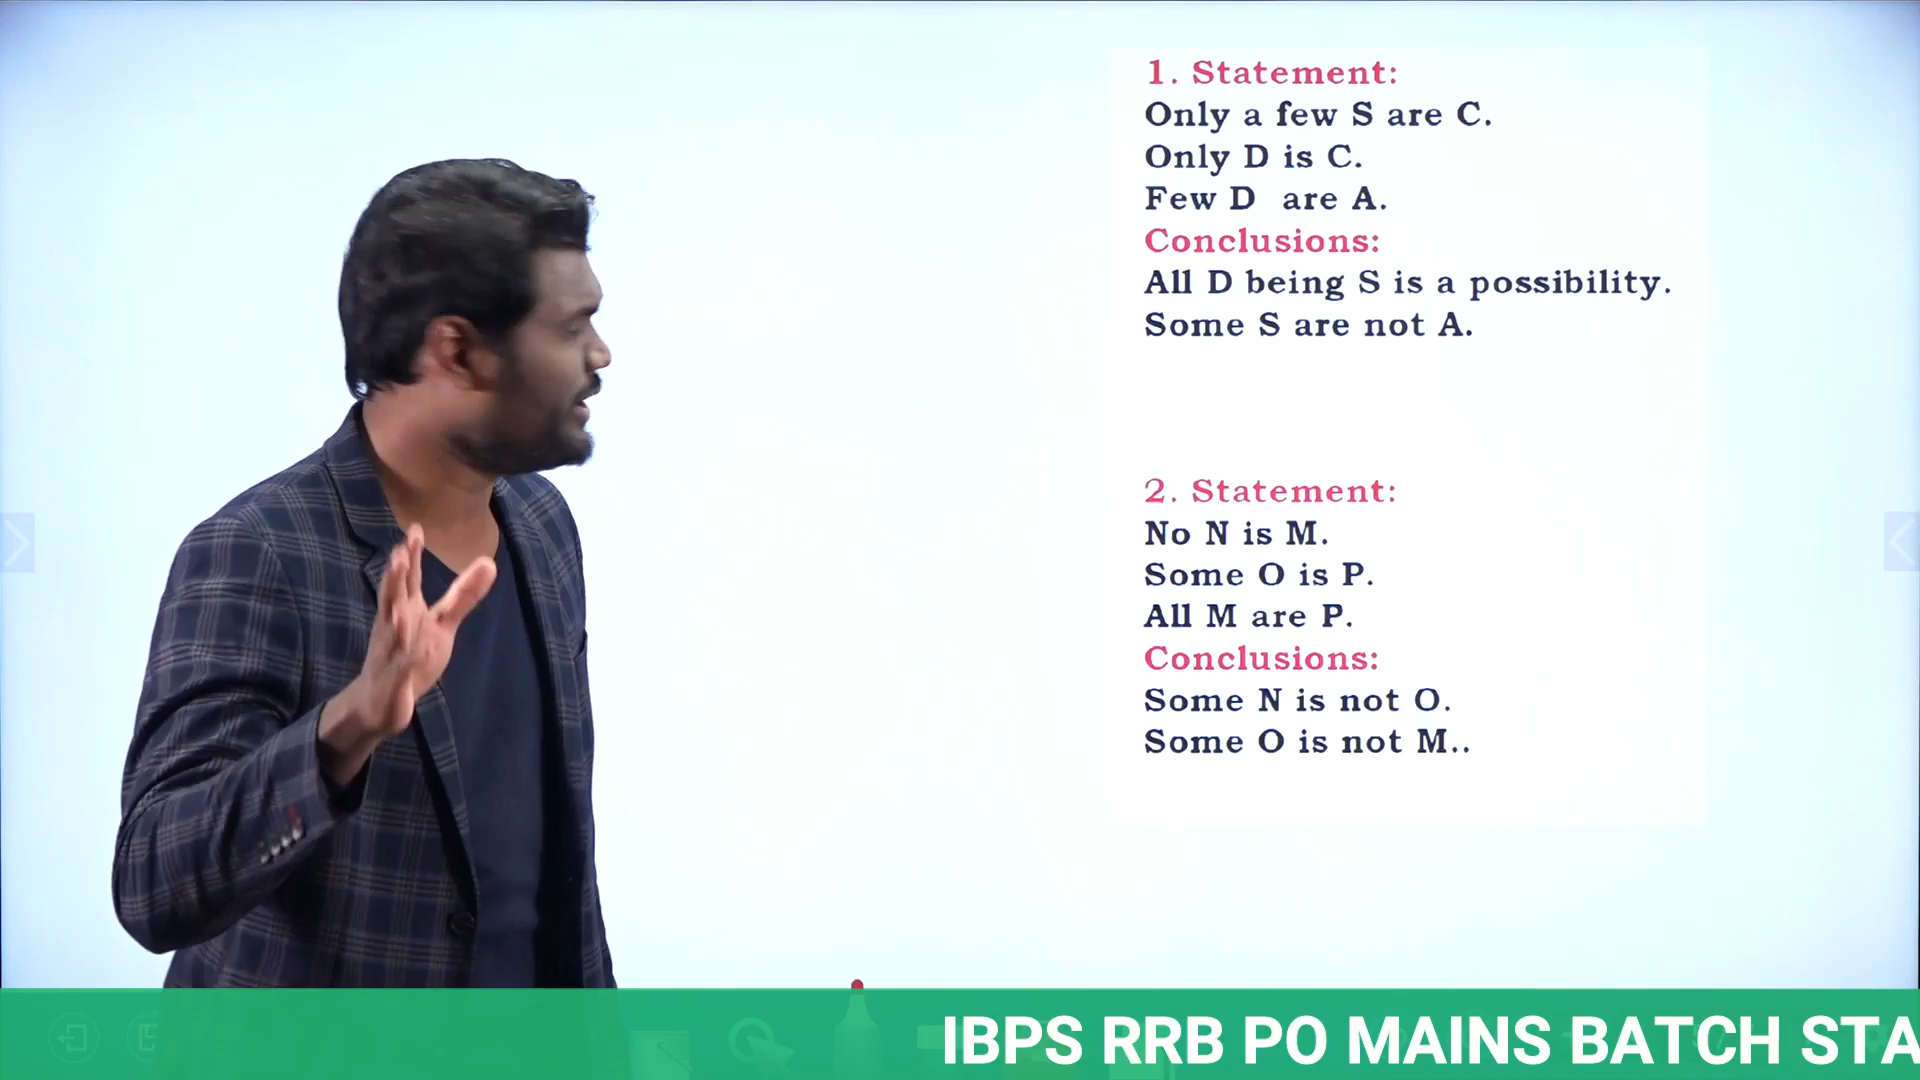 1. Statement:
Only a few S are C.
Only D is C.
Few D are A.
Conclusions:
All D being S is a possibility.
Some S are not A.
2. Statement:
No N is M.
Some O is P.
All M are P.
Conclusions:
Some N is not O.
Some O is not M..
IBPS RRB PO MAINS BATCH STA